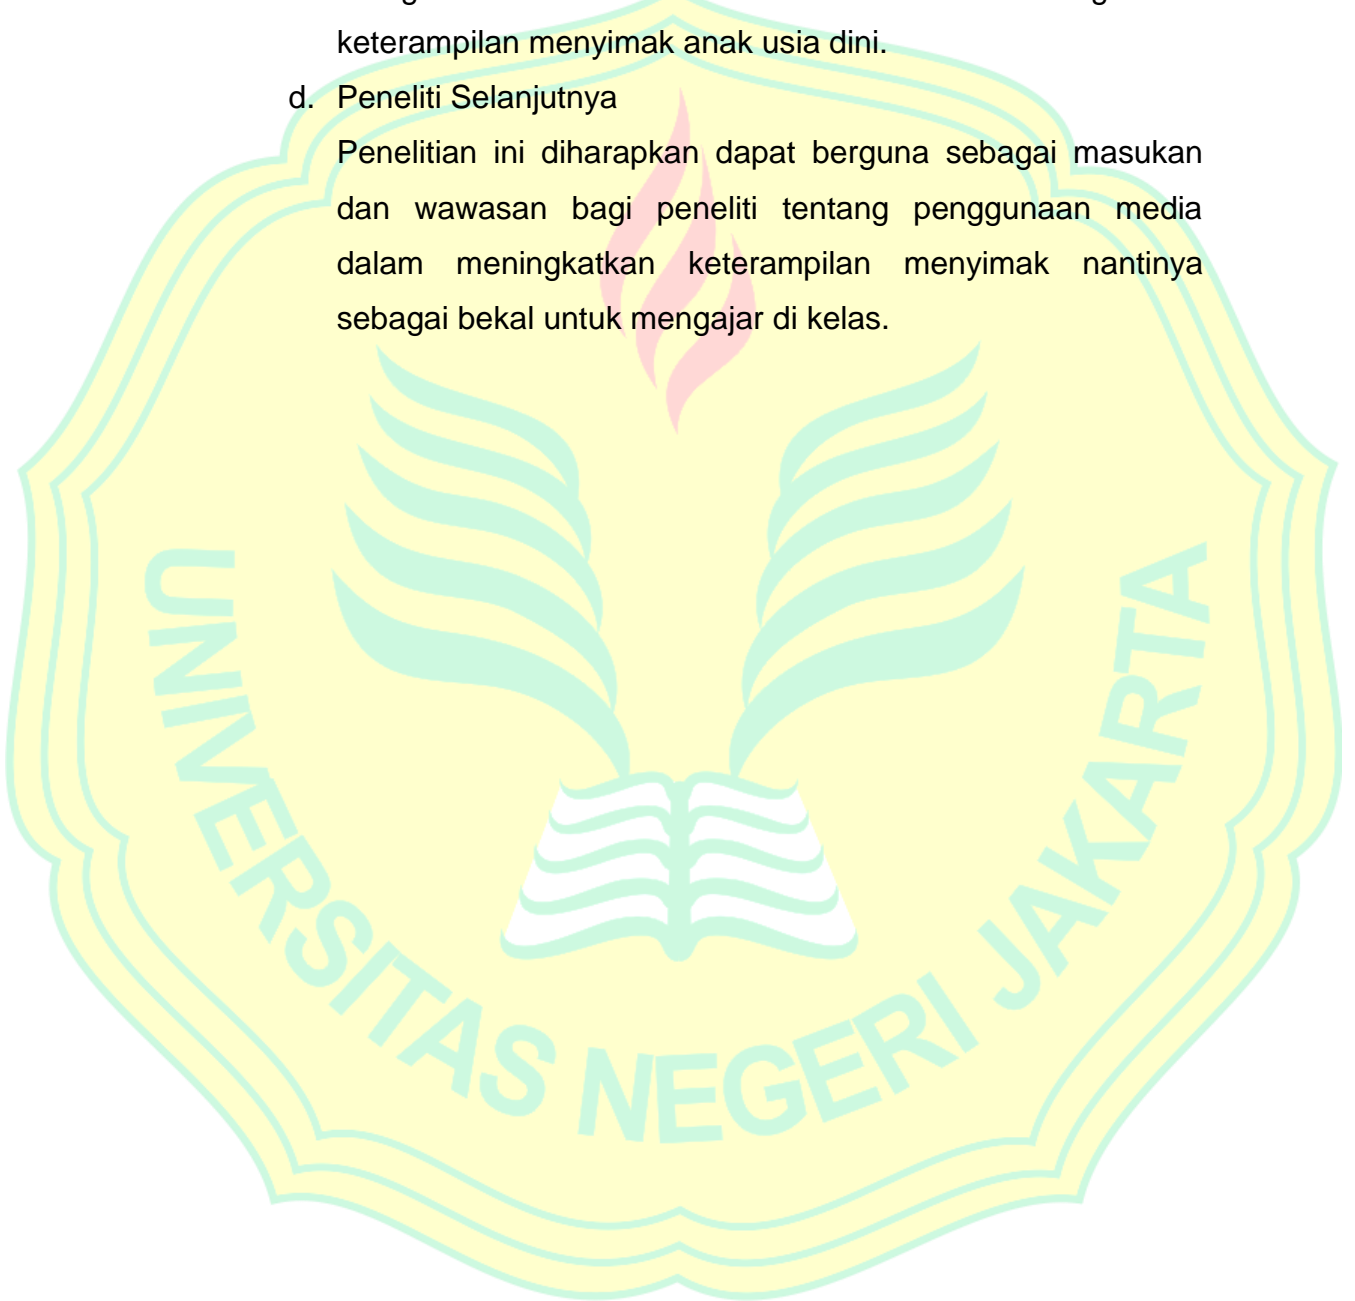 keterampilan menyimak anak usia dini.
d. Peneliti Selanjutnya
Penelitian ini diharapkan dapat berguna sebagai masukan
dan wawasan bagi peneliti tentang penggunaan media
dalam meningkatkan keterampilan menyimak nantinya
sebagai bekal untuk mengajar di kelas.
UNIVERSITAS NEGERI JAKARTA